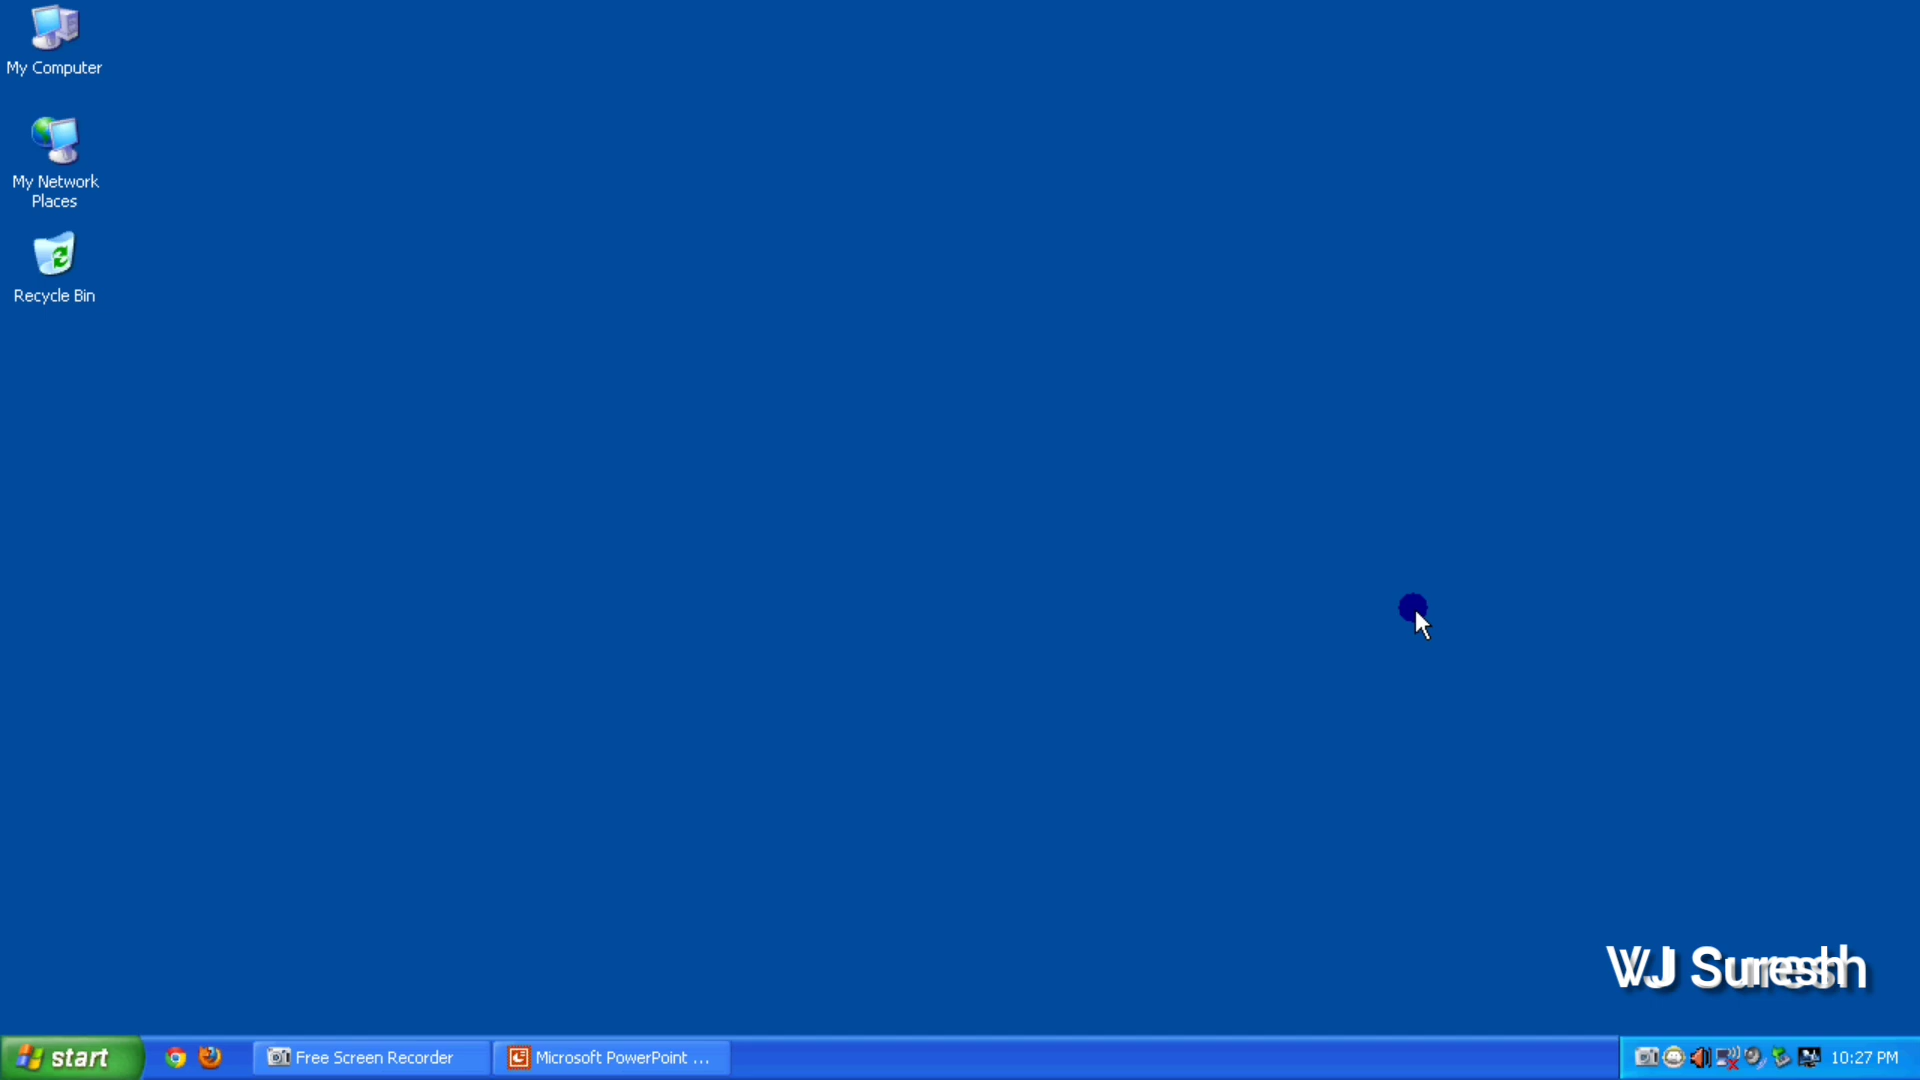 My Computer
My Network
Places
Recycle Bin
WJ Suresh
start
Free Screen Recorder
Microsoft PowerPoint ...
10:27 PM